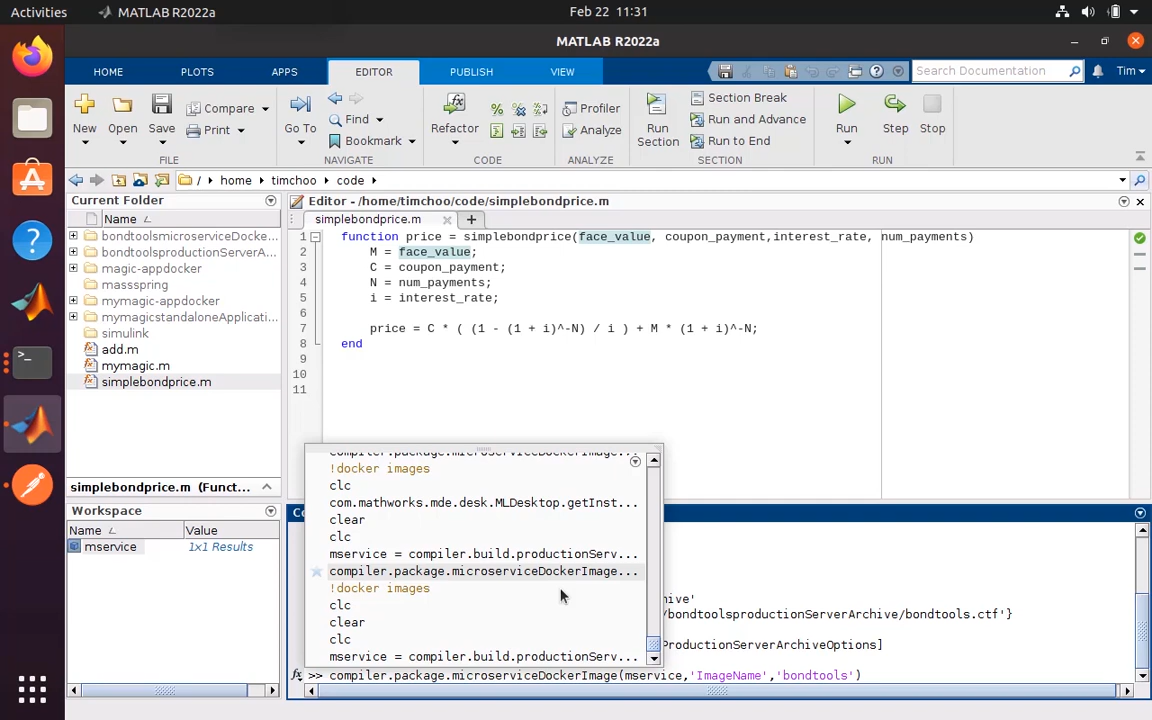 Activities MATLAB R2022a Feb 22 11:31
MATLAB R2022a
HOME PLOTS APPS EDITOR PUBLISH VIEW Search Documentation Tim
New Open Save Compare Print Go To Find Bookmark Refactor Profiler Analyze Run Section Section Break Run and Advance Run to End Run Step Stop
FILE NAVIGATE CODE ANALYZE SECTION RUN
/ home timchoo code
Current Folder
Name
bondtoolsmicroserviceDocke...
bondtoolsproductionServerA...
magic-appdocker
massspring
mymagic-appdocker
mymagicstandaloneApplicati...
simulink
add.m
mymagic.m
simplebondprice.m
simplebondprice.m (Funct...
Workspace
Name Value
mservice 1x1 Results
Editor - /home/timchoo/code/simplebondprice.m
simplebondprice.m
1 function price = simplebondprice(face_value, coupon_payment,interest_rate, num_payments)
2 M = face_value;
3 C = coupon_payment;
4 N = num_payments;
5 i = interest_rate;
6
7 price = C * ( (1 - (1 + i)^-N) / i ) + M * (1 + i)^-N;
8 end
9
10
11
!docker images
clc
com.mathworks.mde.desk.MLDesktop.getInst...
clear
clc
mservice = compiler.build.productionServ...
compiler.package.microserviceDockerImage...
!docker images
clc
clear
clc
mservice = compiler.build.productionServ...
/bondtoolsproductionServerArchive/bondtools.ctf'}
roductionServerArchiveOptions]
fx >> compiler.package.microserviceDockerImage(mservice,'ImageName','bondtools')